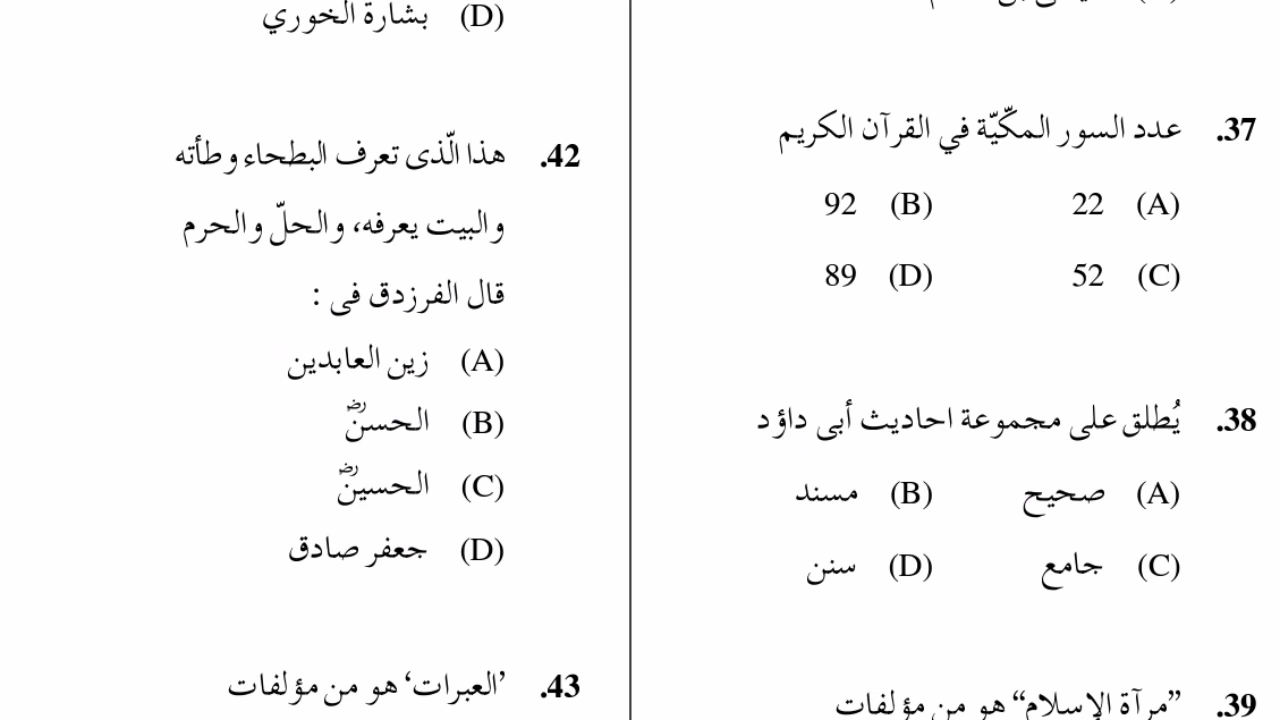 37. عدد السور المكّيّة في القرآن الكريم
(A) 22 (B) 92
(C) 52 (D) 89
38. يُطلق على مجموعة احاديث أبى داؤد
(A) صحيح (B) مسند
(C) جامع (D) سنن
39. ”مرآة الإسلام“ هو من مؤلفات
(D) بشارة الخوري
42. هذا الّذى تعرف البطحاء وطأته
والبيت يعرفه، والحلّ والحرم
قال الفرزدق فى :
(A) زين العابدين
(B) الحسنؓ
(C) الحسينؓ
(D) جعفر صادق
43. ’العبرات‘ هو من مؤلفات